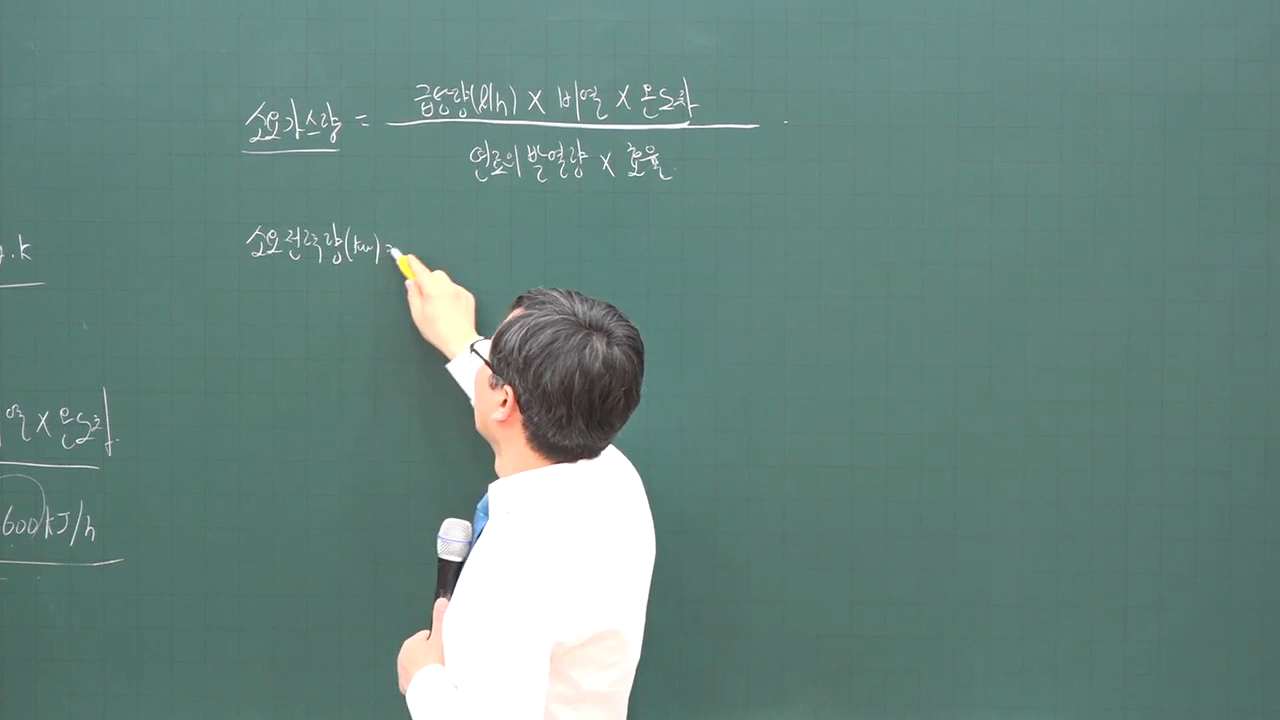 소요가스량 = 급탕량(ℓ/h) × 비열 × 온도차
연료의 발열량 × 효율
소요전력량(kw) =
.k
열 × 온도차
600kJ/h